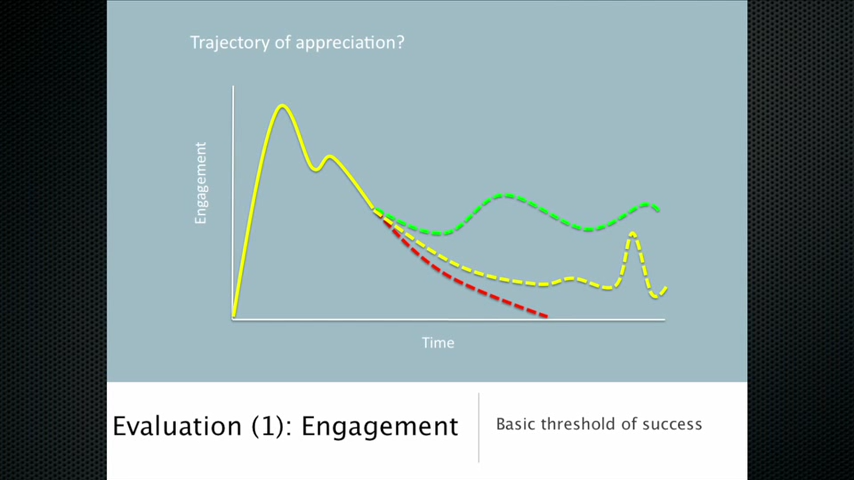 Trajectory of appreciation?
Engagement
Time
Evaluation (1): Engagement
Basic threshold of success